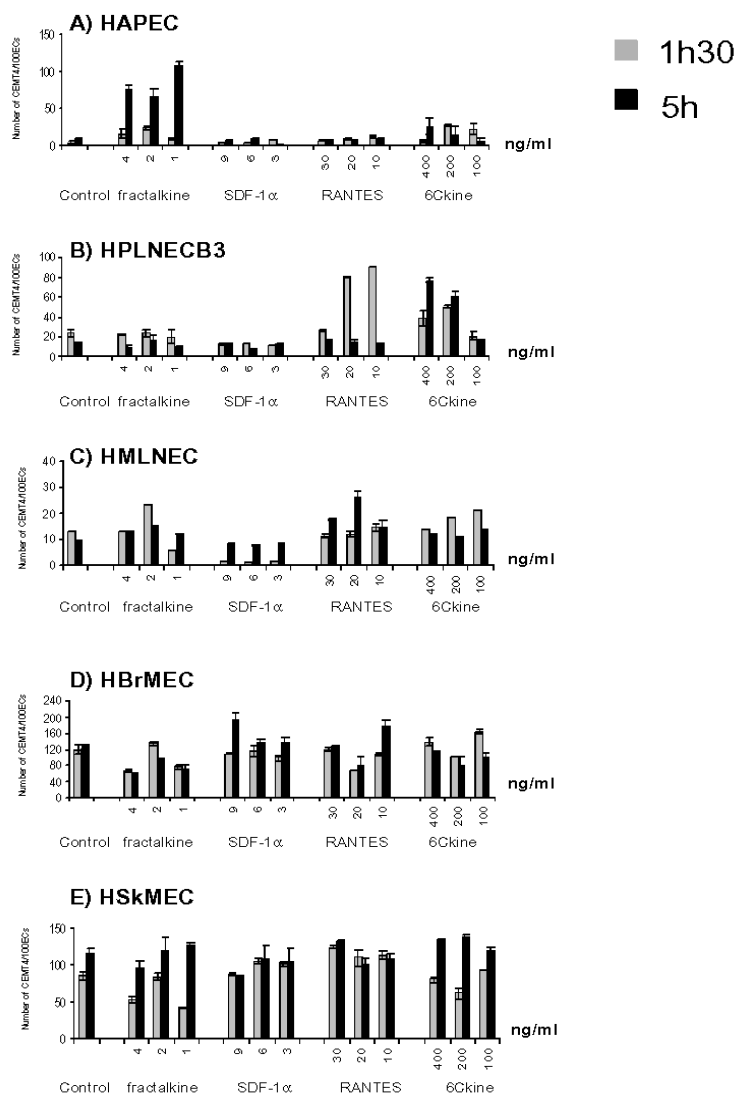 A) HAPEC
Number of CEMT4/100ECs
150
100
50
0
4 2 1 9 6 3 30 20 10 400 200 100
ng/ml
Control fractalkine SDF-1α RANTES 6Ckine
1h30
5h
B) HPLNECB3
Number of CEMT4/100ECs
100
80
60
40
20
0
4 2 1 9 6 3 30 20 10 400 200 100
ng/ml
Control fractalkine SDF-1α RANTES 6Ckine
C) HMLNEC
Number of CEMT4/100ECs
40
30
20
10
0
4 2 1 9 6 3 30 20 10 400 200 100
ng/ml
Control fractalkine SDF-1α RANTES 6Ckine
D) HBrMEC
Number of CEMT4/100ECs
240
200
160
120
80
40
0
4 2 1 9 6 3 30 20 10 400 200 100
ng/ml
Control fractalkine SDF-1α RANTES 6Ckine
E) HSkMEC
Number of CEMT4/100ECs
150
100
50
0
4 2 1 9 6 3 30 20 10 400 200 100
ng/ml
Control fractalkine SDF-1α RANTES 6Ckine